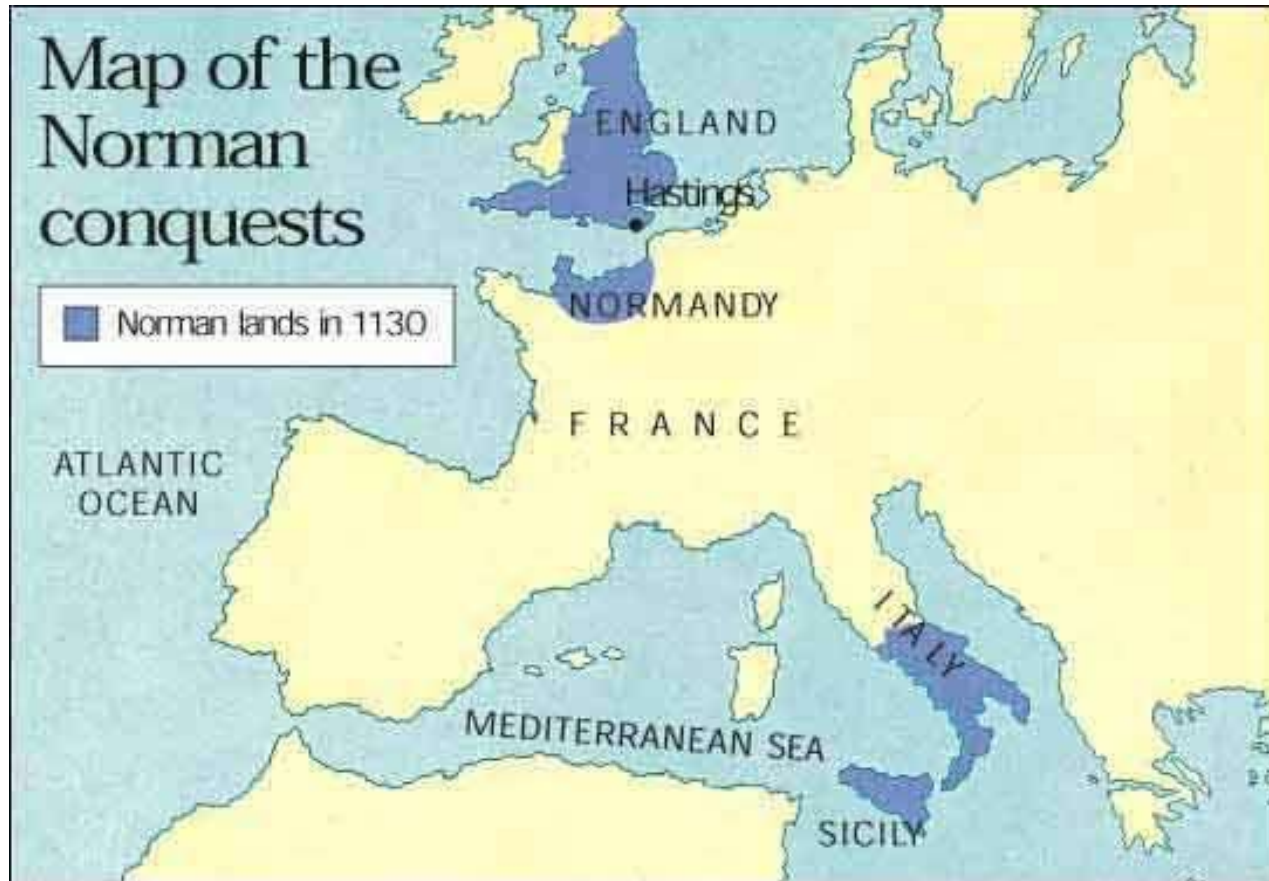 Map of the
Norman
conquests
Norman lands in 1130
ENGLAND
Hastings
NORMANDY
FRANCE
ATLANTIC
OCEAN
ITALY
MEDITERRANEAN SEA
SICILY